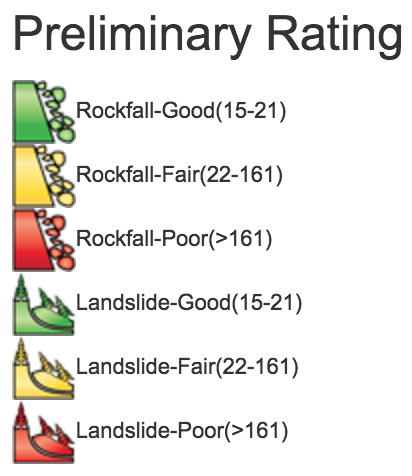 Preliminary Rating
Rockfall-Good(15-21)
Rockfall-Fair(22-161)
Rockfall-Poor(>161)
Landslide-Good(15-21)
Landslide-Fair(22-161)
Landslide-Poor(>161)